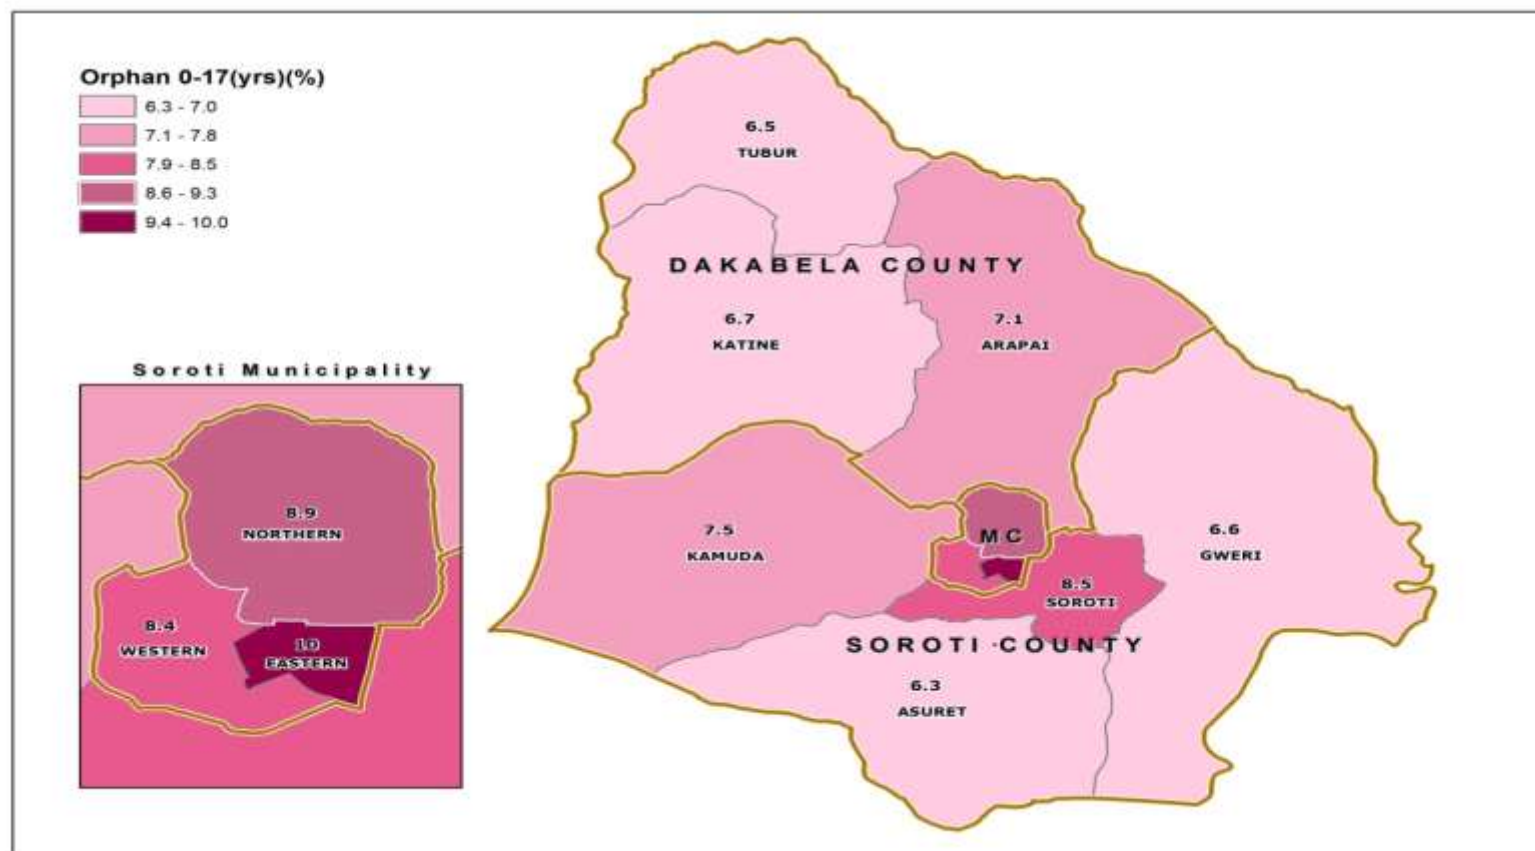 Orphan 0-17(yrs)(%)
6.3 - 7.0
7.1 - 7.8
7.9 - 8.5
8.6 - 9.3
9.4 - 10.0
Soroti Municipality
8.9
NORTHERN
8.4
WESTERN
10
EASTERN
6.5
TUBUR
DAKABELA COUNTY
6.7
KATINE
7.1
ARAPAI
7.5
KAMUDA
MC
6.6
GWERI
8.5
SOROTI
SOROTI COUNTY
6.3
ASURET